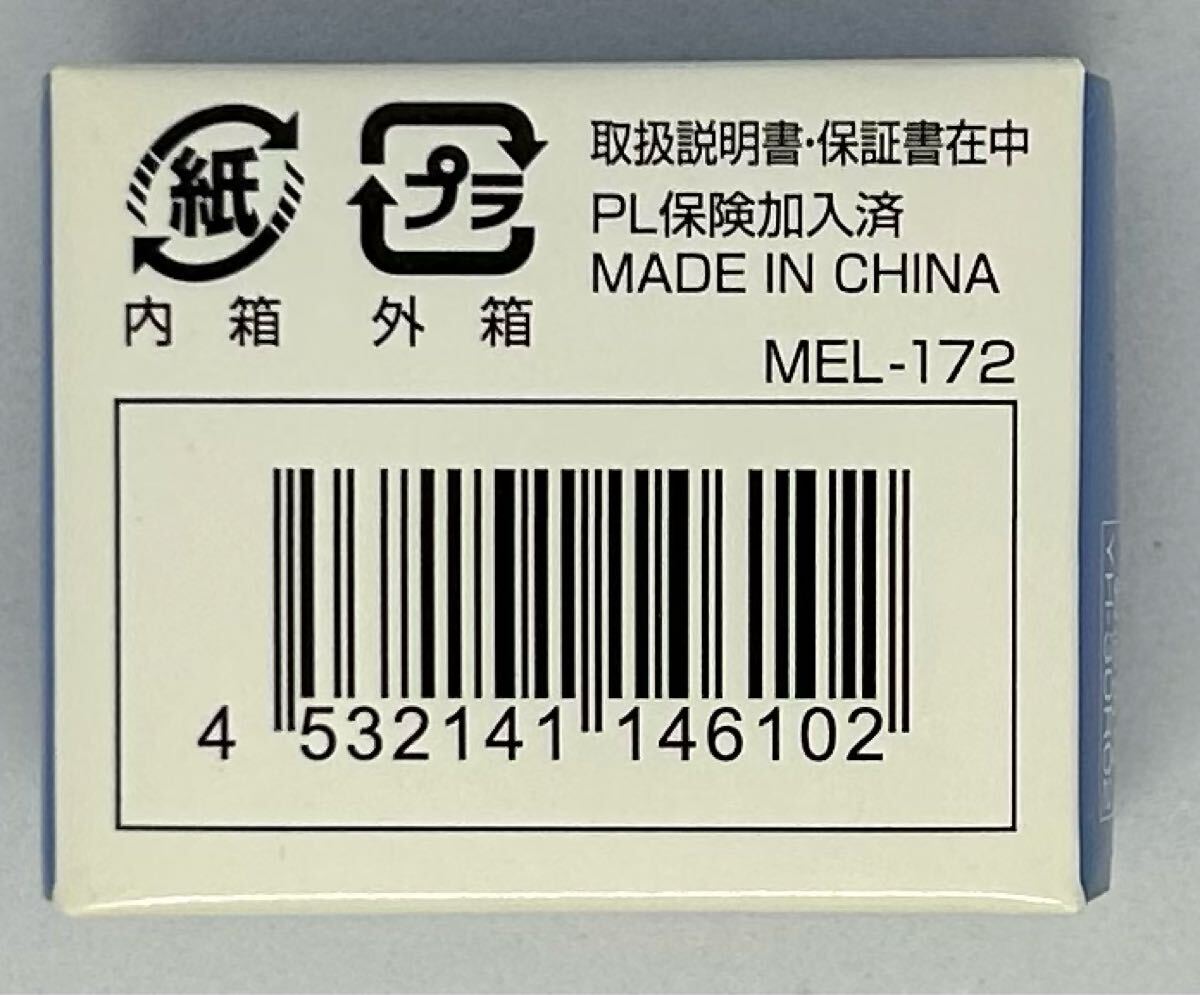 紙
内箱
プラ
外箱
取扱説明書・保証書在中
PL保険加入済
MADE IN CHINA
MEL-172
4 532141 146102